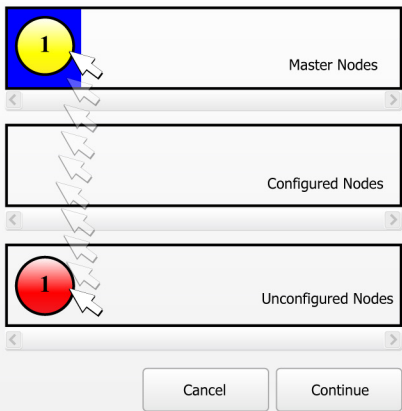 1
Master Nodes
Configured Nodes
1
Unconfigured Nodes
Cancel Continue